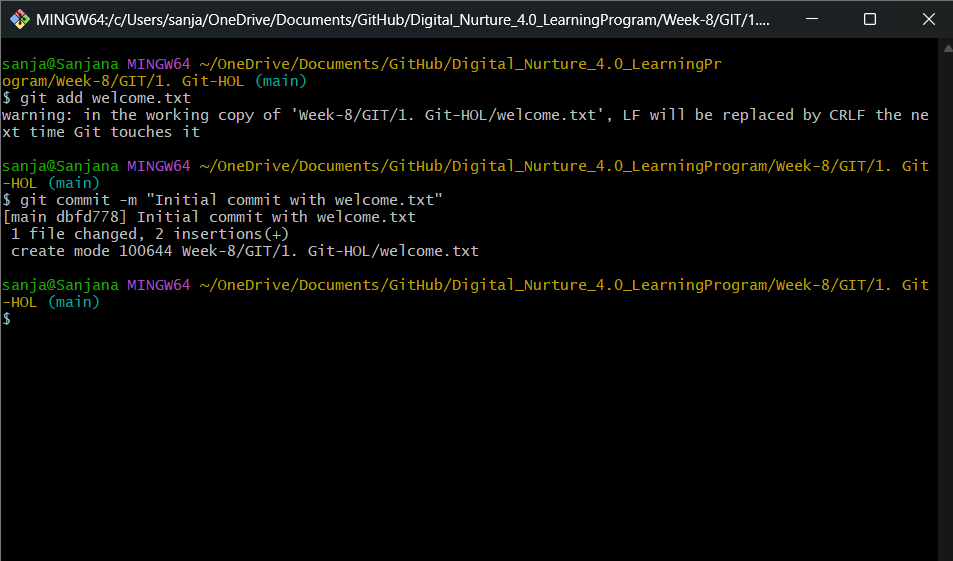 MINGW64:/c/Users/sanja/OneDrive/Documents/GitHub/Digital_Nurture_4.0_LearningProgram/Week-8/GIT/1....
sanja@Sanjana MINGW64 ~/OneDrive/Documents/GitHub/Digital_Nurture_4.0_LearningPr
ogram/Week-8/GIT/1. Git-HOL (main)
$ git add welcome.txt
warning: in the working copy of 'Week-8/GIT/1. Git-HOL/welcome.txt', LF will be replaced by CRLF the ne
xt time Git touches it
sanja@Sanjana MINGW64 ~/OneDrive/Documents/GitHub/Digital_Nurture_4.0_LearningProgram/Week-8/GIT/1. Git
-HOL (main)
$ git commit -m "Initial commit with welcome.txt"
[main dbfd778] Initial commit with welcome.txt
 1 file changed, 2 insertions(+)
 create mode 100644 Week-8/GIT/1. Git-HOL/welcome.txt
sanja@Sanjana MINGW64 ~/OneDrive/Documents/GitHub/Digital_Nurture_4.0_LearningProgram/Week-8/GIT/1. Git
-HOL (main)
$